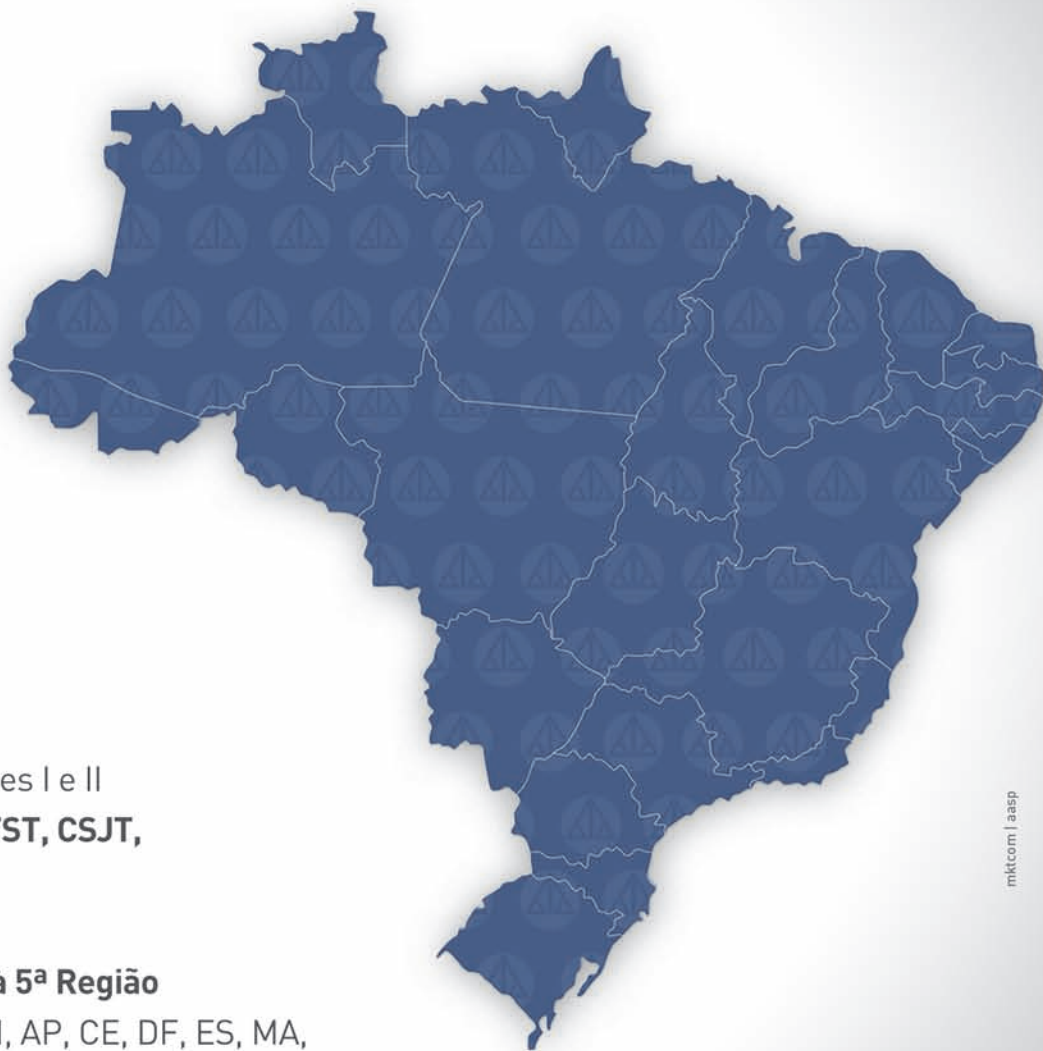 es I e II
TST, CSJT,
a 5ª Região
AP, CE, DF, ES, MA,
mktcom | aasp